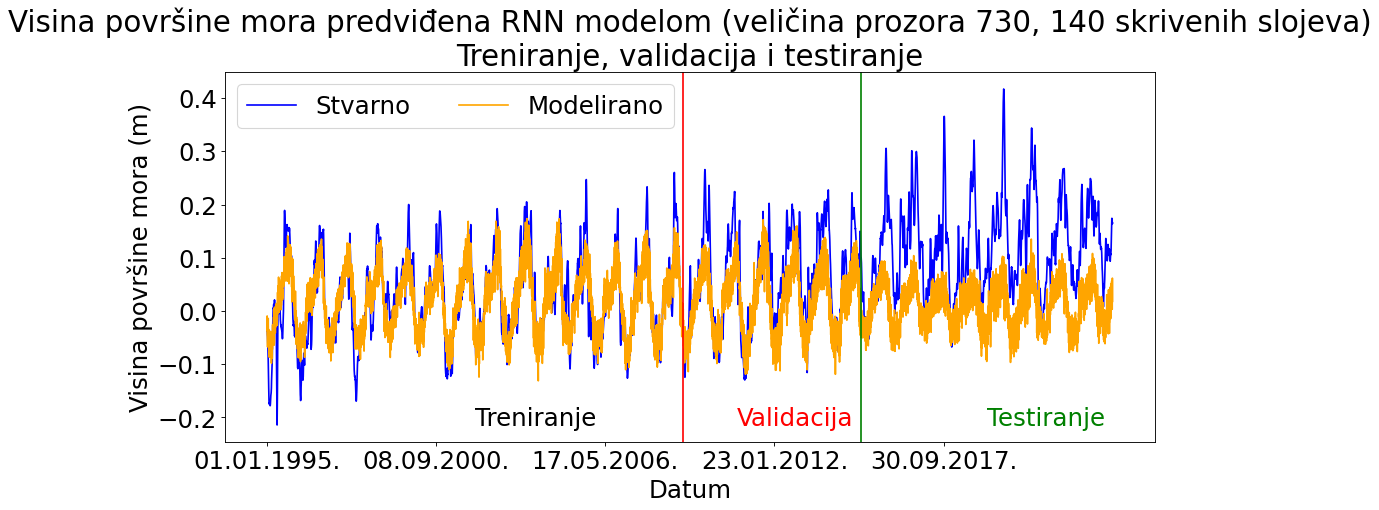 Visina površine mora predviđena RNN modelom (veličina prozora 730, 140 skrivenih slojeva)
Treniranje, validacija i testiranje
Stvarno
Modelirano
Visina površine mora (m)
0.4
0.3
0.2
0.1
0.0
−0.1
−0.2
Treniranje
Validacija
Testiranje
01.01.1995.
08.09.2000.
17.05.2006.
23.01.2012.
30.09.2017.
Datum